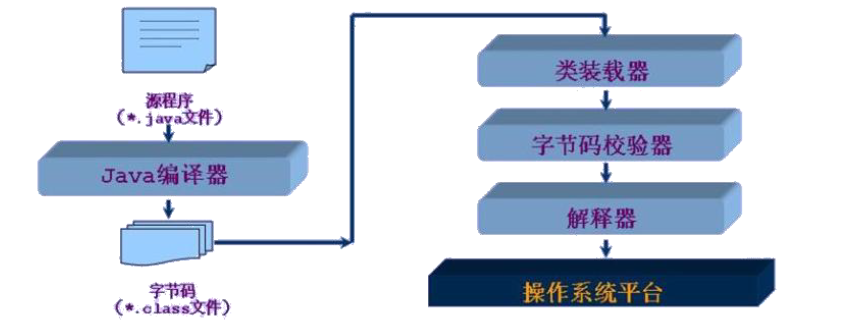 源程序
（*.java文件）
Java编译器
字节码
（*.class文件）
类装载器
字节码校验器
解释器
操作系统平台